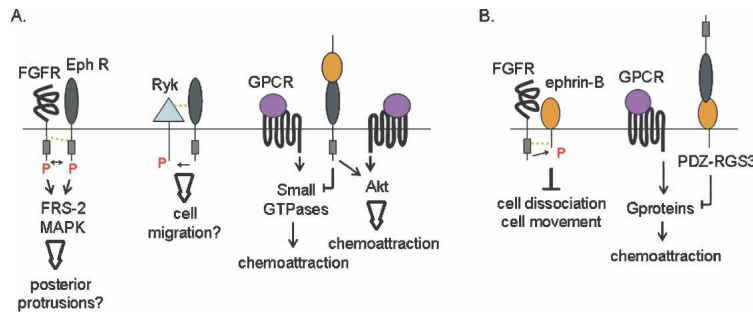 A.
FGFR
Eph R
Ryk
GPCR
P
P
P
FRS-2
MAPK
posterior
protrusions?
cell
migration?
Small
GTPases
Akt
chemoattraction
chemoattraction
B.
FGFR
ephrin-B
GPCR
P
PDZ-RGS3
cell dissociation
cell movement
Gproteins
chemoattraction